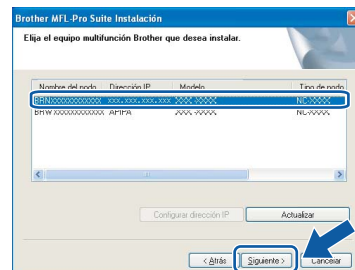 Brother MFL-Pro Suite Instalación
Elija el equipo multifunción Brother que desea instalar.
Nombre del nodo Dirección IP Modelo Tipo de nodo
BRNXXXXXXXXXXXX XXX.XXX.XXX.XXX XXX-XXXX NC-XXXX
BRWXXXXXXXXXXXX APIPA XXX-XXXX NC-XXXX
Configurar dirección IP Actualizar
< Atrás Siguiente > Cancelar